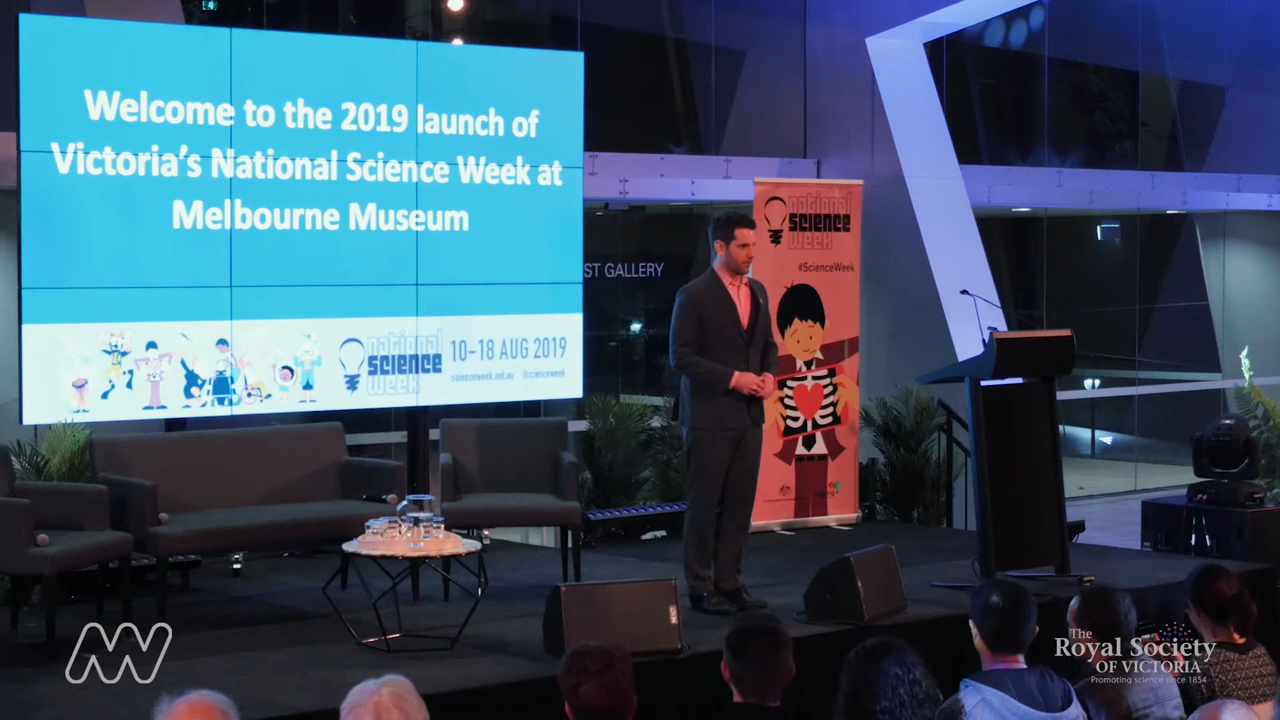 Welcome to the 2019 launch of
Victoria's National Science Week at
Melbourne Museum
national
science
week
10-18 AUG 2019
scienceweek.net.au #scienceweek
ST GALLERY
national
science
week
#ScienceWeek
The
Royal Society
OF VICTORIA
Promoting science since 1854